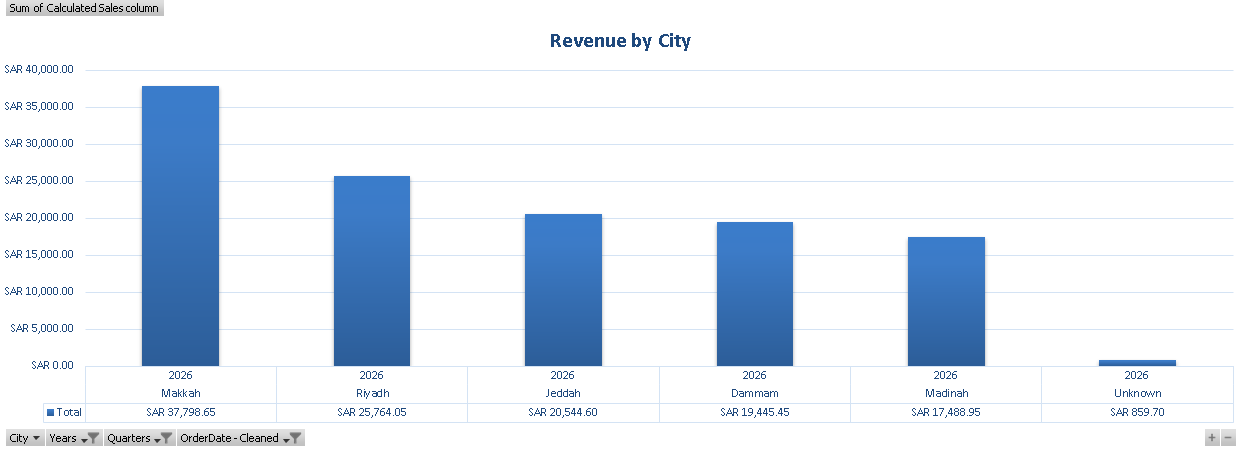 Sum of Calculated Sales column
Revenue by City
SAR 40,000.00
SAR 35,000.00
SAR 30,000.00
SAR 25,000.00
SAR 20,000.00
SAR 15,000.00
SAR 10,000.00
SAR 5,000.00
SAR 0.00
2026 2026 2026 2026 2026 2026
Makkah Riyadh Jeddah Dammam Madinah Unknown
Total SAR 37,798.65 SAR 25,764.05 SAR 20,544.60 SAR 19,445.45 SAR 17,488.95 SAR 859.70
City Years Quarters OrderDate - Cleaned + −